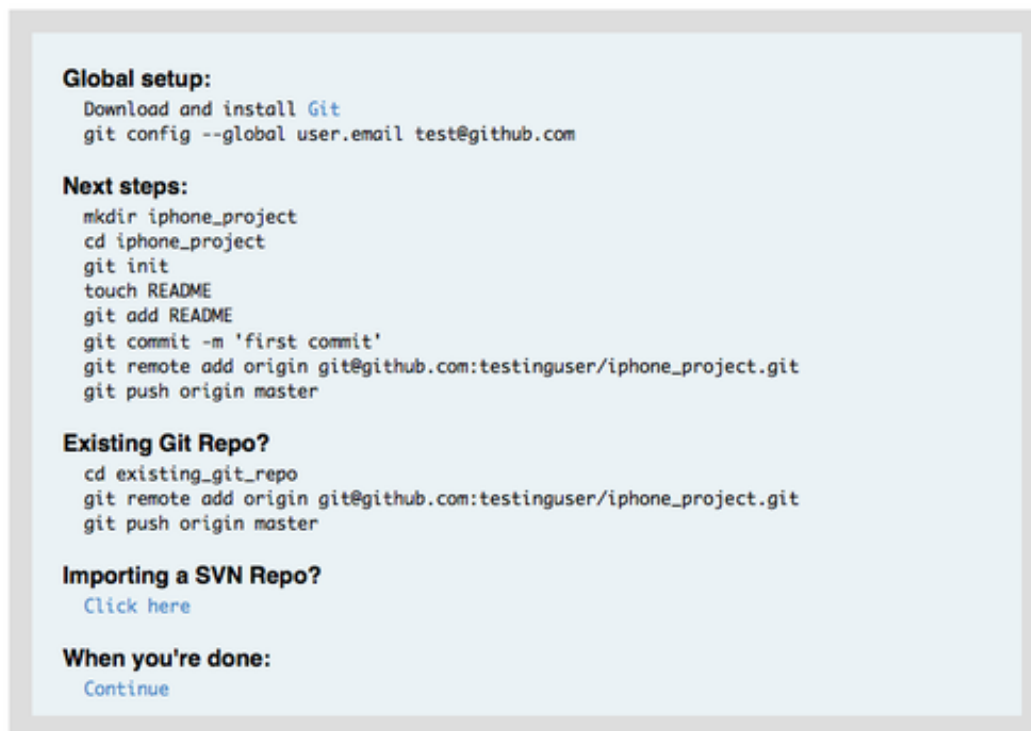 Global setup:
Download and install Git
git config --global user.email test@github.com
Next steps:
mkdir iphone_project
cd iphone_project
git init
touch README
git add README
git commit -m 'first commit'
git remote add origin git@github.com:testinguser/iphone_project.git
git push origin master
Existing Git Repo?
cd existing_git_repo
git remote add origin git@github.com:testinguser/iphone_project.git
git push origin master
Importing a SVN Repo?
Click here
When you're done:
Continue